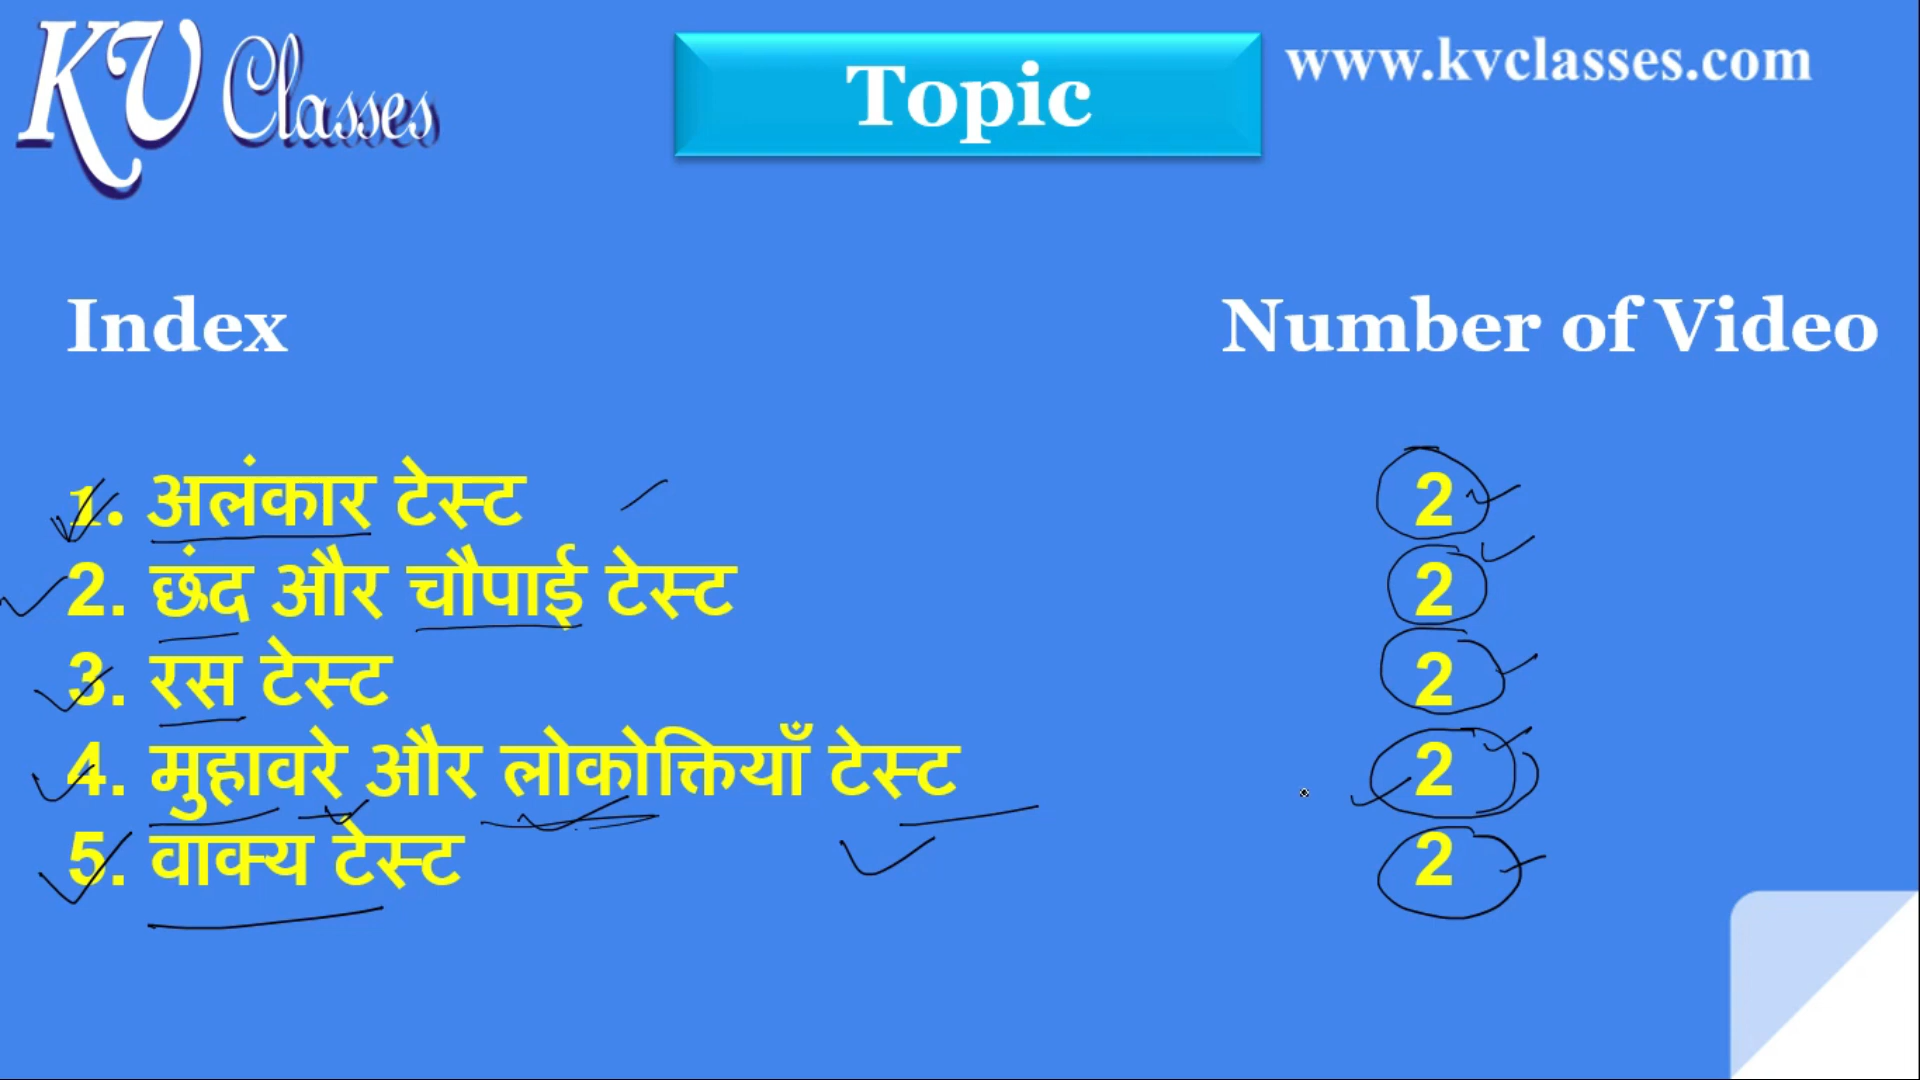 KV Classes
Topic
www.kvclasses.com
Index Number of Video
1. अलंकार टेस्ट 2
2. छंद और चौपाई टेस्ट 2
3. रस टेस्ट 2
4. मुहावरे और लोकोक्तियाँ टेस्ट 2
5. वाक्य टेस्ट 2